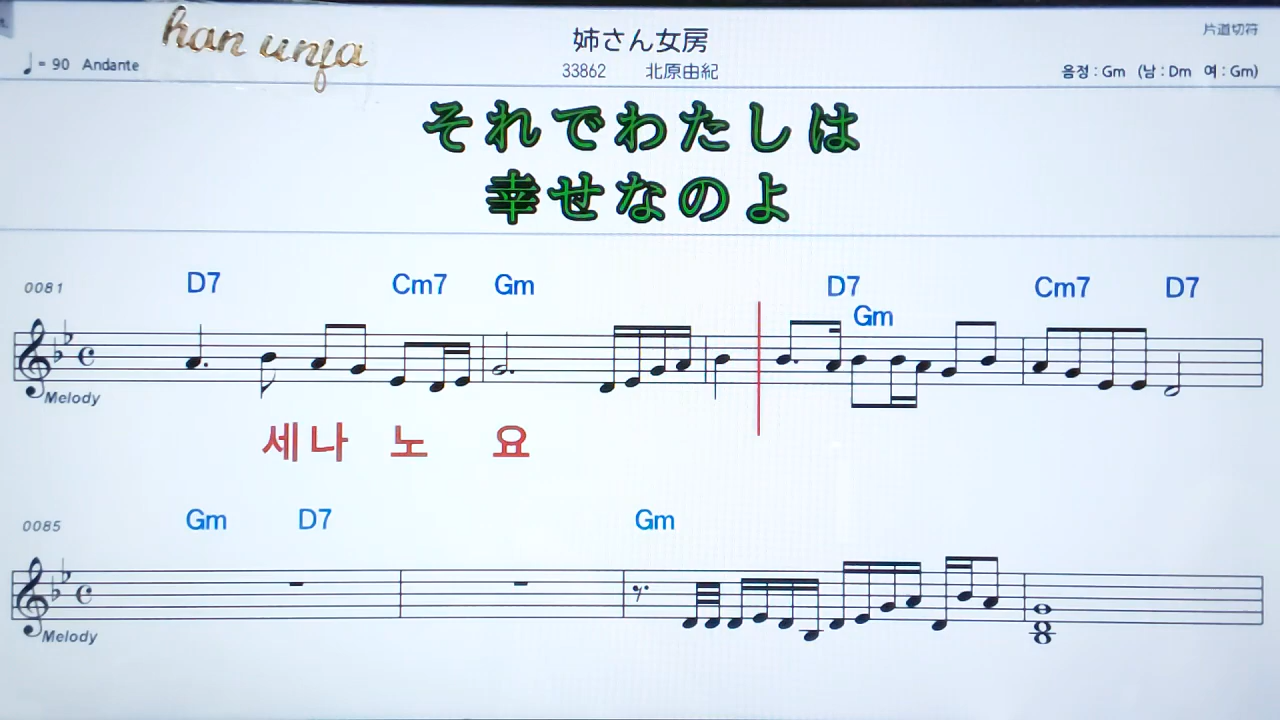 han unfa
姉さん女房
片道切符
♩= 90 Andante
33862 北原由紀
음정 : Gm (남 : Dm 여 : Gm)
それでわたしは
幸せなのよ
0081 D7 Cm7 Gm D7 Gm Cm7 D7
Melody
세나 노 요
0085 Gm D7 Gm
Melody